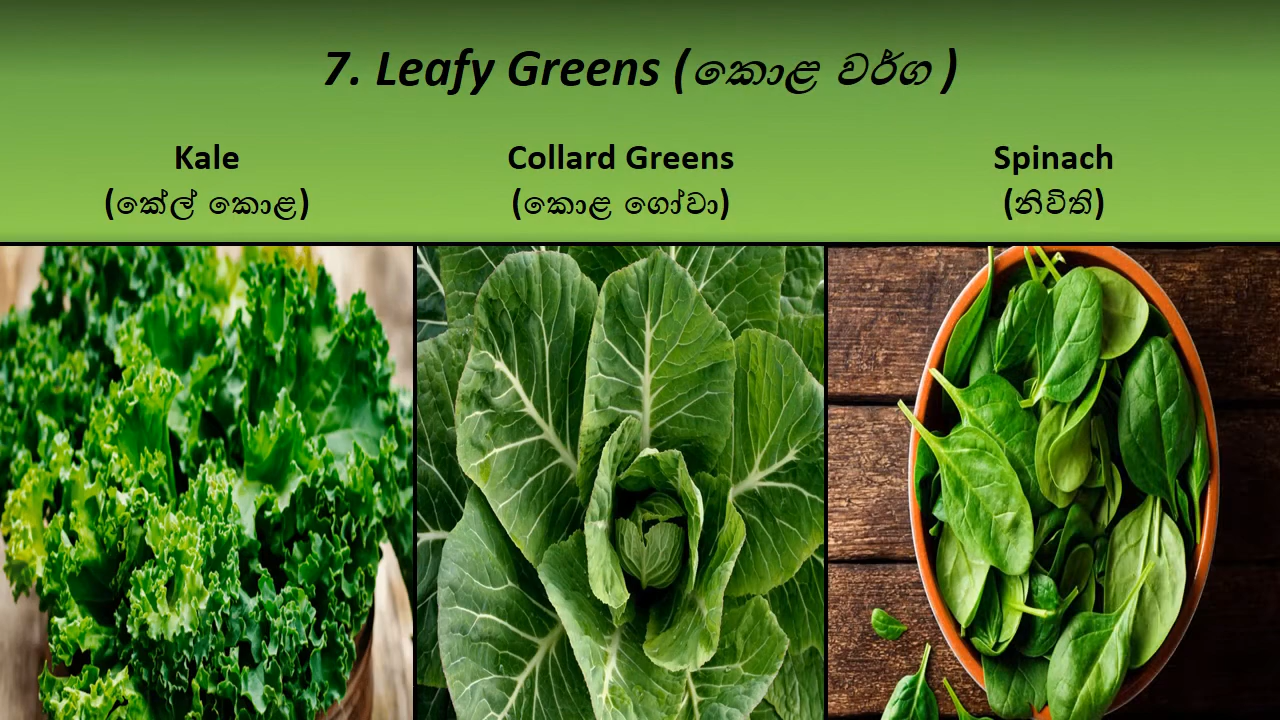 7. Leafy Greens (කොළ වර්ග )
Kale
(කේල් කොළ)
Collard Greens
(කොළ ගෝවා)
Spinach
(නිවිති)